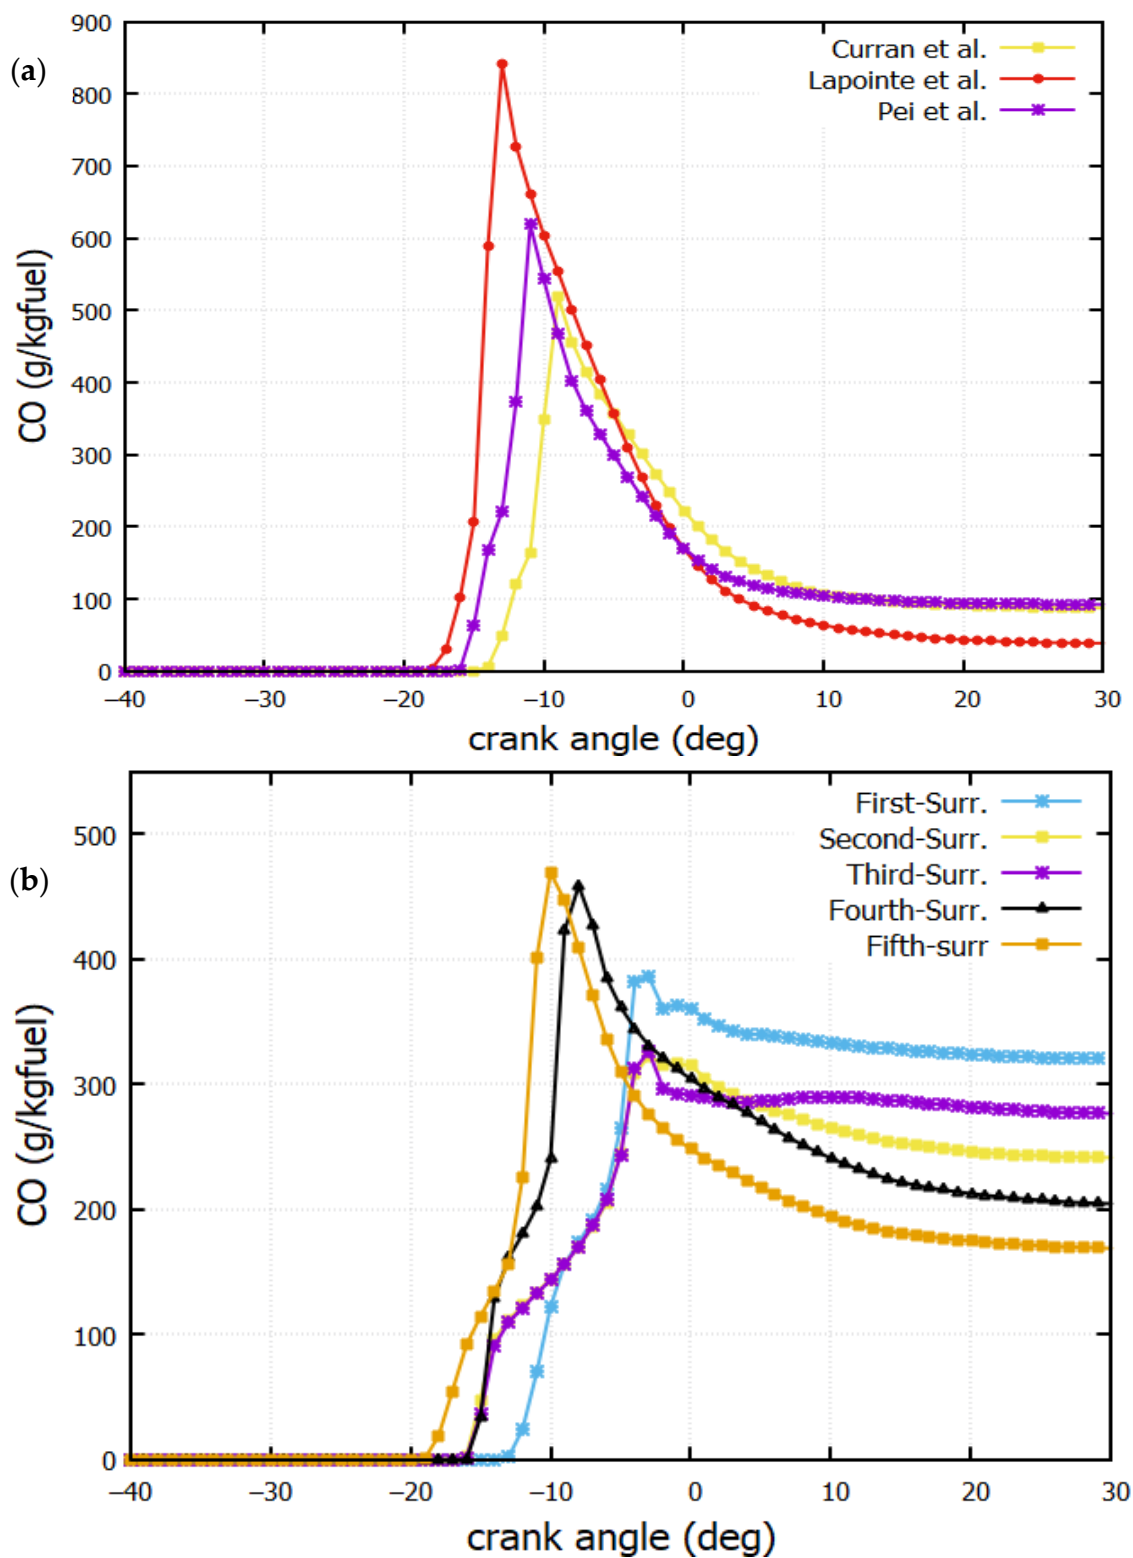 (a)
900
800
700
600
500
400
300
200
100
0
CO (g/kgfuel)
Curran et al.
Lapointe et al.
Pei et al.
−40 −30 −20 −10 0 10 20 30
crank angle (deg)
(b)
500
400
300
200
100
0
CO (g/kgfuel)
First-Surr.
Second-Surr.
Third-Surr.
Fourth-Surr.
Fifth-surr
−40 −30 −20 −10 0 10 20 30
crank angle (deg)